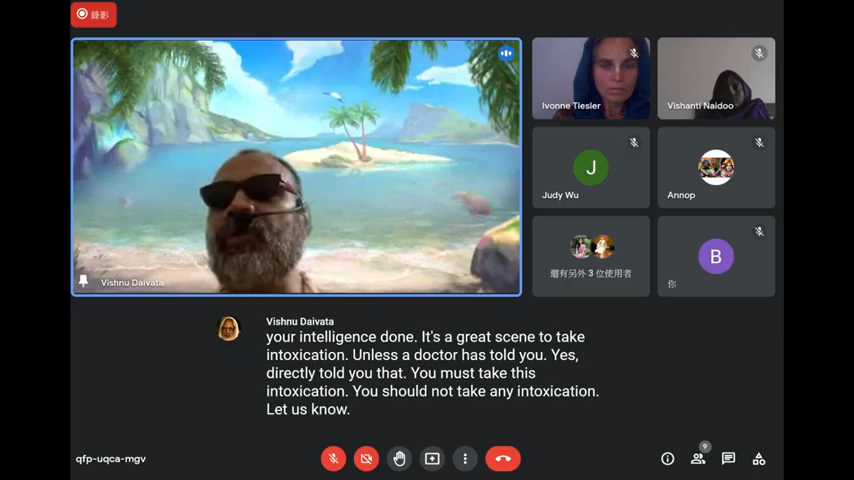 錄影
Vishnu Daivata
Ivonne Tiesler
Vishanti Naidoo
J
Judy Wu
Annop
還有另外 3 位使用者
B
你
Vishnu Daivata
your intelligence done. It's a great scene to take
intoxication. Unless a doctor has told you. Yes,
directly told you that. You must take this
intoxication. You should not take any intoxication.
Let us know.
qfp-uqca-mgv
9